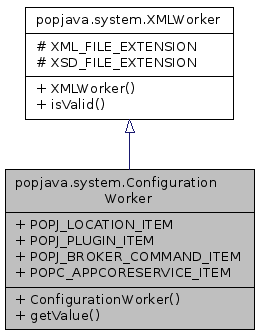 popjava.system.XMLWorker
# XML_FILE_EXTENSION
# XSD_FILE_EXTENSION
+ XMLWorker()
+ isValid()
popjava.system.Configuration
Worker
+ POPJ_LOCATION_ITEM
+ POPJ_PLUGIN_ITEM
+ POPJ_BROKER_COMMAND_ITEM
+ POPC_APPCORESERVICE_ITEM
+ ConfigurationWorker()
+ getValue()